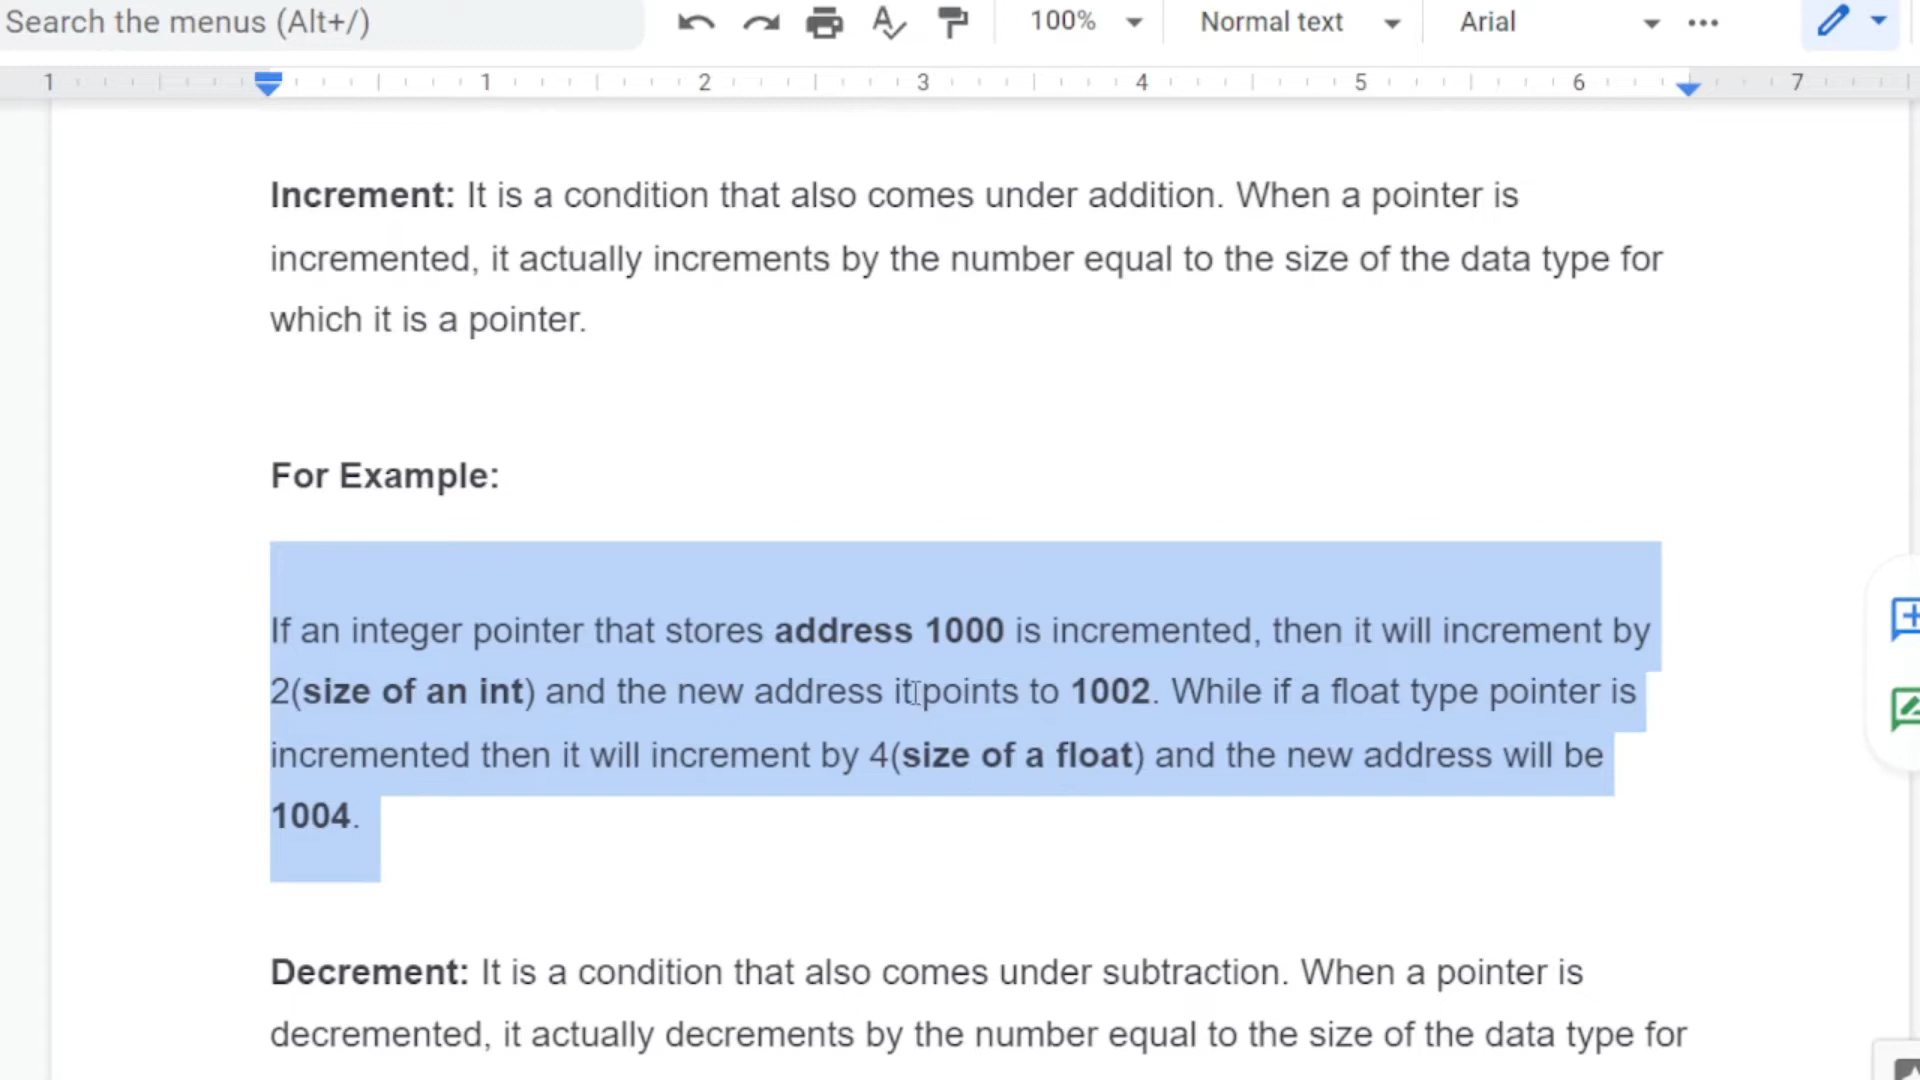 Search the menus (Alt+/)
100%
Normal text
Arial
1 1 2 3 4 5 6 7
Increment: It is a condition that also comes under addition. When a pointer is
incremented, it actually increments by the number equal to the size of the data type for
which it is a pointer.
For Example:
If an integer pointer that stores address 1000 is incremented, then it will increment by
2(size of an int) and the new address it points to 1002. While if a float type pointer is
incremented then it will increment by 4(size of a float) and the new address will be
1004.
Decrement: It is a condition that also comes under subtraction. When a pointer is
decremented, it actually decrements by the number equal to the size of the data type for